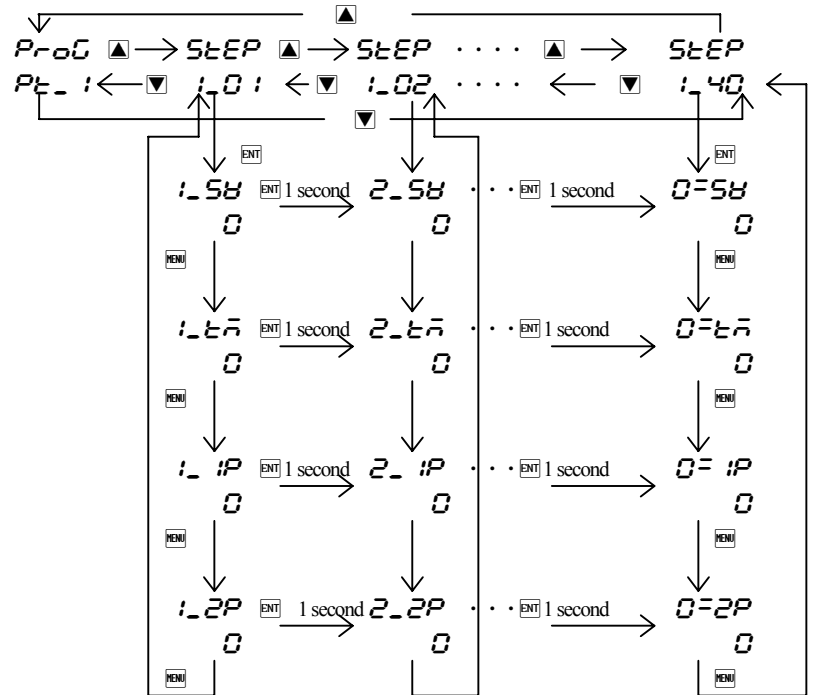 ▲
ProG ▲ StEP ▲ StEP · · · · ▲ StEP
Pt_1 ▼ 1_01 ▼ 1_02 · · · · ▼ 1_40
▼
ENT ENT
1_SV ENT 1 second 2_SV · · · ENT 1 second 0=SV
0 0 0
MENU MENU
1_tm ENT 1 second 2_tm · · · ENT 1 second 0=tm
0 0 0
MENU MENU
1_1P ENT 1 second 2_1P · · · ENT 1 second 0=1P
0 0 0
MENU MENU
1_2P ENT 1 second 2_2P · · · ENT 1 second 0=2P
0 0 0
MENU MENU